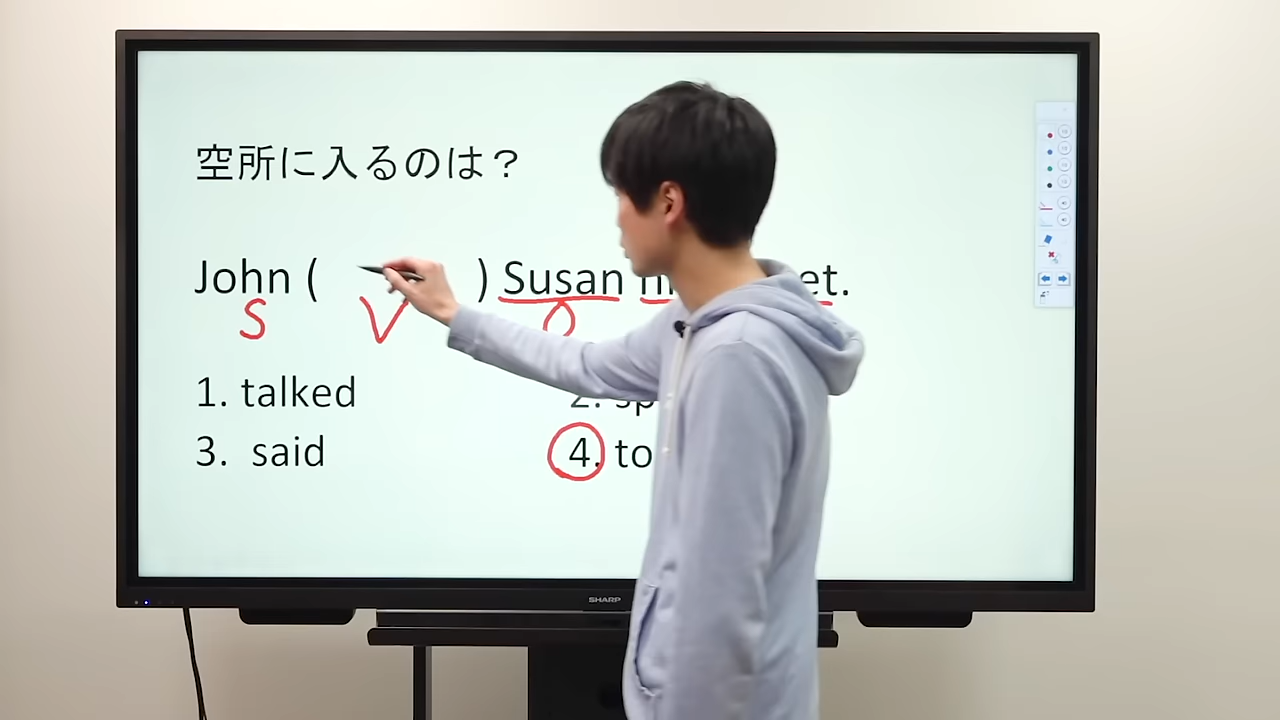 空所に入るのは？
John ( ) Susan
S V O
1. talked
3. said 4.
SHARP